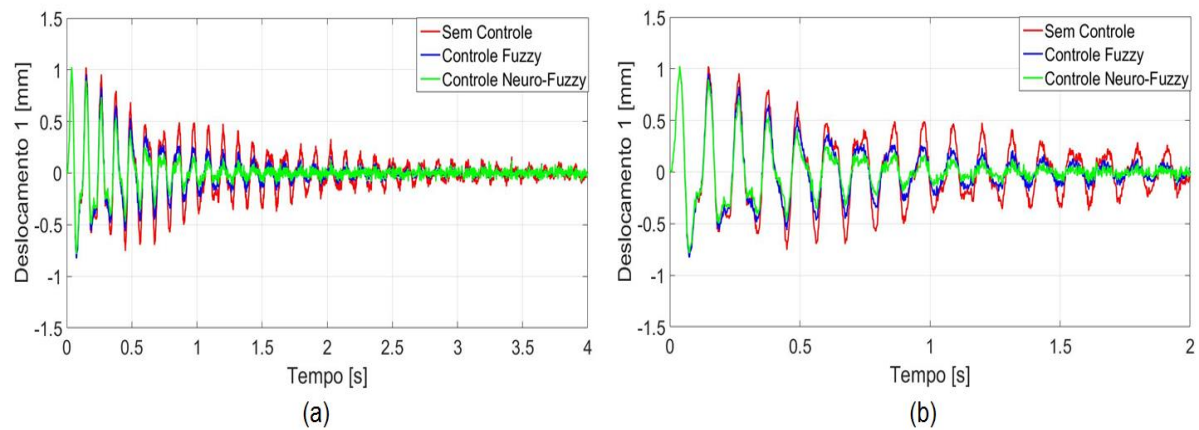 1.5
1
0.5
0
-0.5
-1
-1.5
Deslocamento 1 [mm]
Sem Controle
Controle Fuzzy
Controle Neuro-Fuzzy
0 0.5 1 1.5 2 2.5 3 3.5 4
Tempo [s]
(a)
1.5
1
0.5
0
-0.5
-1
-1.5
Deslocamento 1 [mm]
Sem Controle
Controle Fuzzy
Controle Neuro-Fuzzy
0 0.5 1 1.5 2
Tempo [s]
(b)